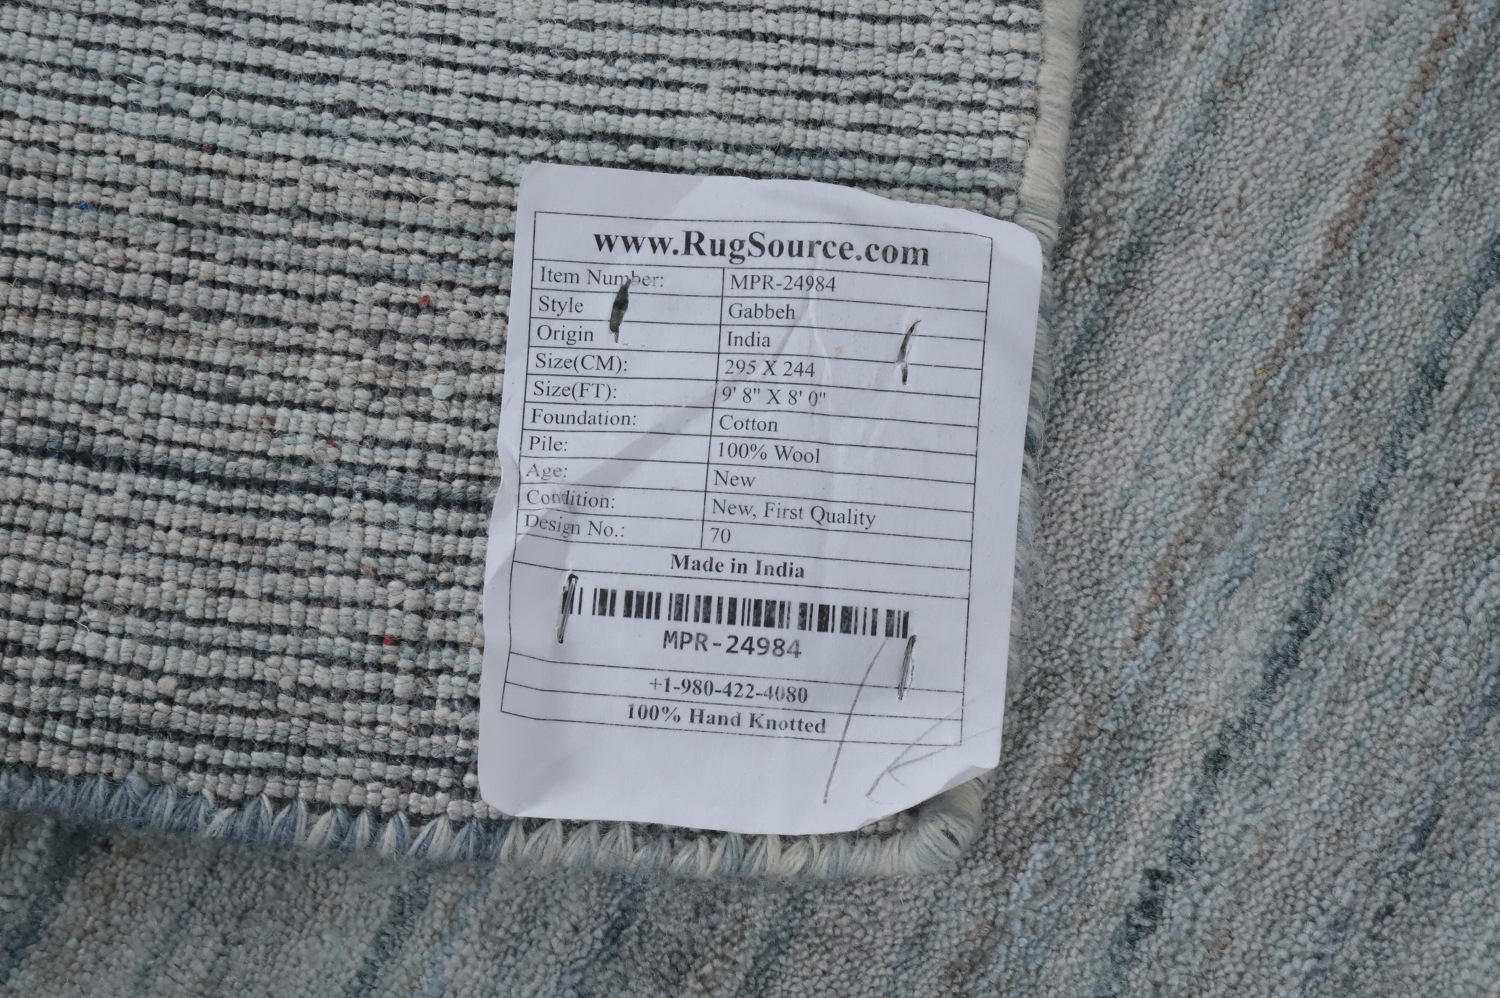 www.RugSource.com
Item Number: MPR-24984
Style Gabbeh
Origin India
Size(CM): 295 X 244
Size(FT): 9' 8" X 8' 0"
Foundation: Cotton
Pile: 100% Wool
Age: New
Condition: New, First Quality
Design No.: 70
Made in India
MPR-24984
+1-980-422-4080
100% Hand Knotted